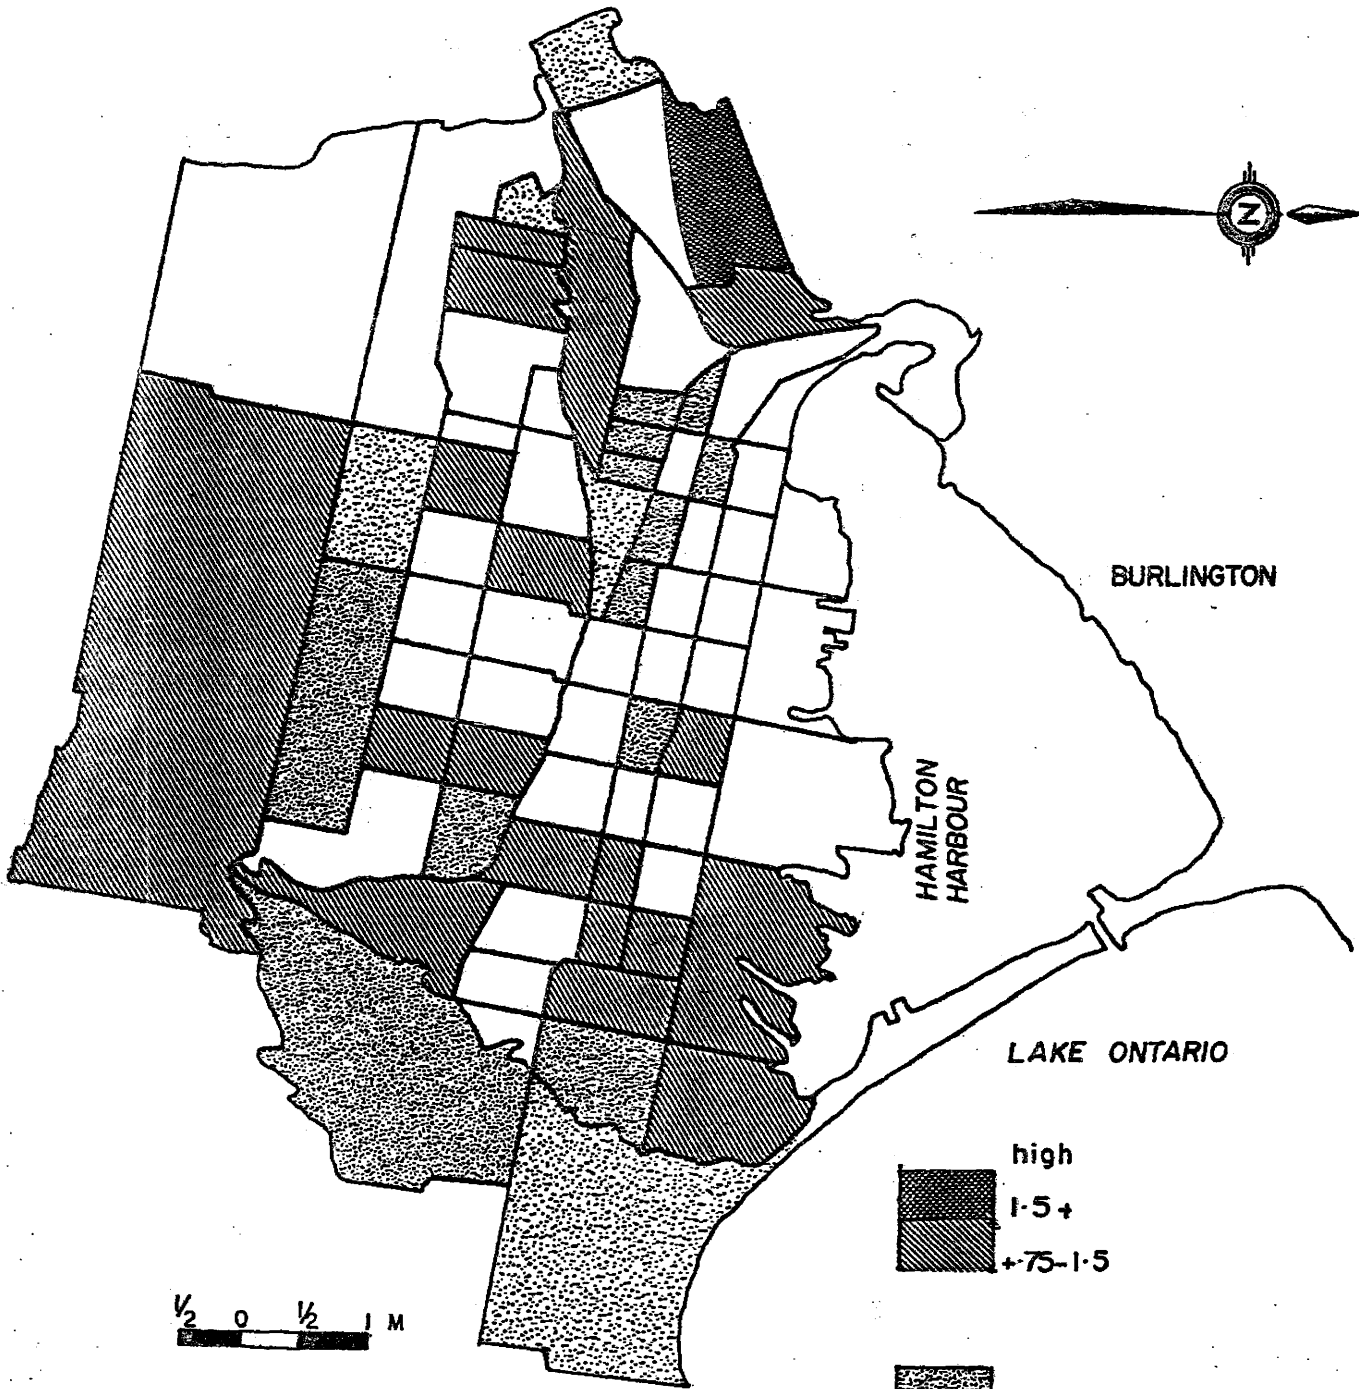 N
BURLINGTON
HAMILTON
HARBOUR
LAKE ONTARIO
high
1·5 +
+·75-1·5
½ 0 ½ 1 M